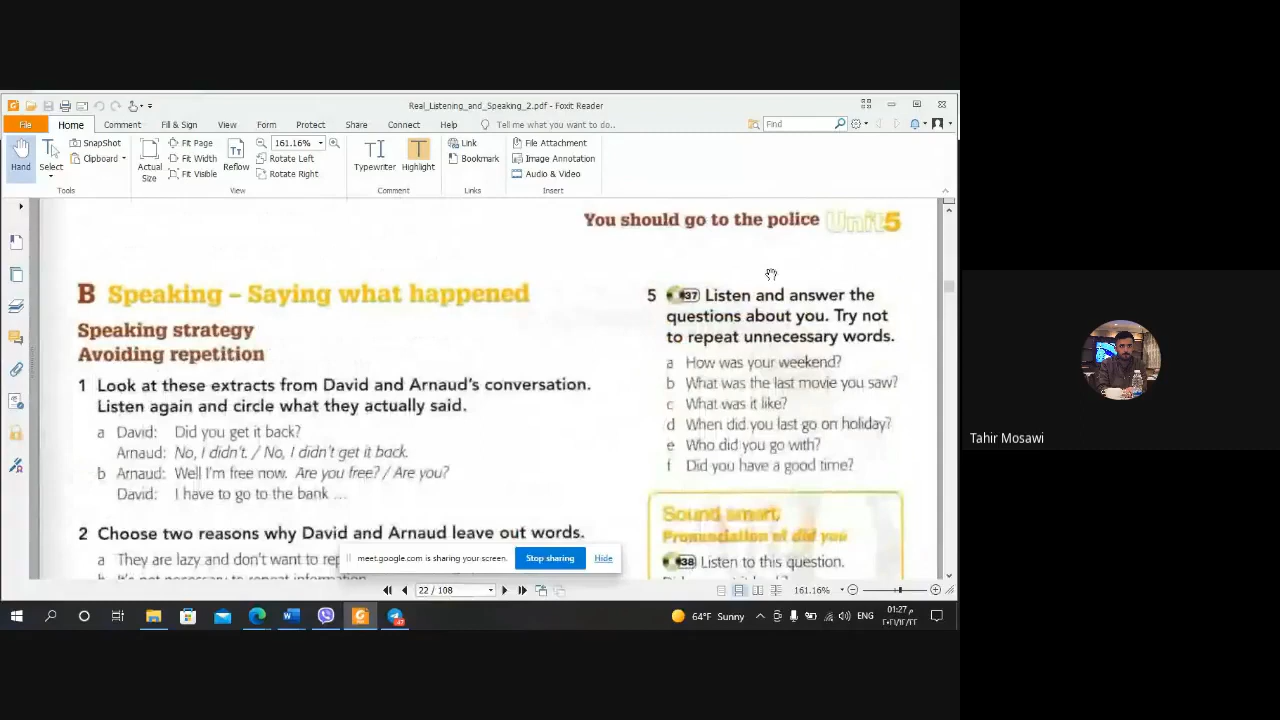 Real_Listening_and_Speaking_2.pdf - Foxit Reader
File Home Comment Fill & Sign View Form Protect Share Connect Help Tell me what you want to do.. Find
Hand
Select
SnapShot
Clipboard
Tools
Actual Size
Fit Page
Fit Width
Fit Visible
Reflow
161.16%
Rotate Left
Rotate Right
View
Typewriter
Highlight
Comment
Link
Bookmark
Links
File Attachment
Image Annotation
Audio & Video
Insert
You should go to the police Unit5
B Speaking – Saying what happened
Speaking strategy
Avoiding repetition
1 Look at these extracts from David and Arnaud's conversation.
Listen again and circle what they actually said.
a David: Did you get it back?
Arnaud: No, I didn't. / No, I didn't get it back.
b Arnaud: Well I'm free now. Are you free? / Are you?
David: I have to go to the bank ...
2 Choose two reasons why David and Arnaud leave out words.
a They are lazy and don't want to
5 37 Listen and answer the
questions about you. Try not
to repeat unnecessary words.
a How was your weekend?
b What was the last movie you saw?
c What was it like?
d When did you last go on holiday?
e Who did you go with?
f Did you have a good time?
Sound smart
Pronunciation of did you
38 Listen to this question.
meet.google.com is sharing your screen. Stop sharing Hide
22 / 108
161.16%
64°F Sunny
ENG
01:27 م
Tahir Mosawi